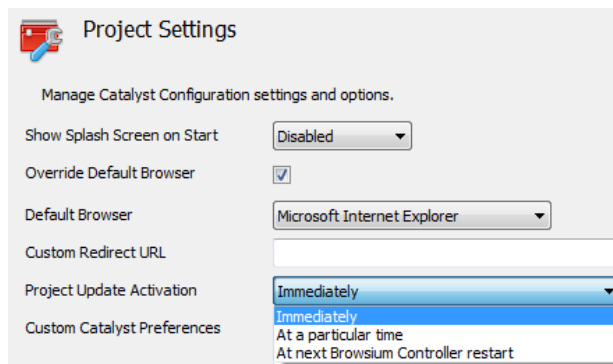 Project Settings
Manage Catalyst Configuration settings and options.
Show Splash Screen on Start Disabled
Override Default Browser
Default Browser Microsoft Internet Explorer
Custom Redirect URL
Project Update Activation Immediately
Immediately
Custom Catalyst Preferences At a particular time
At next Browsium Controller restart